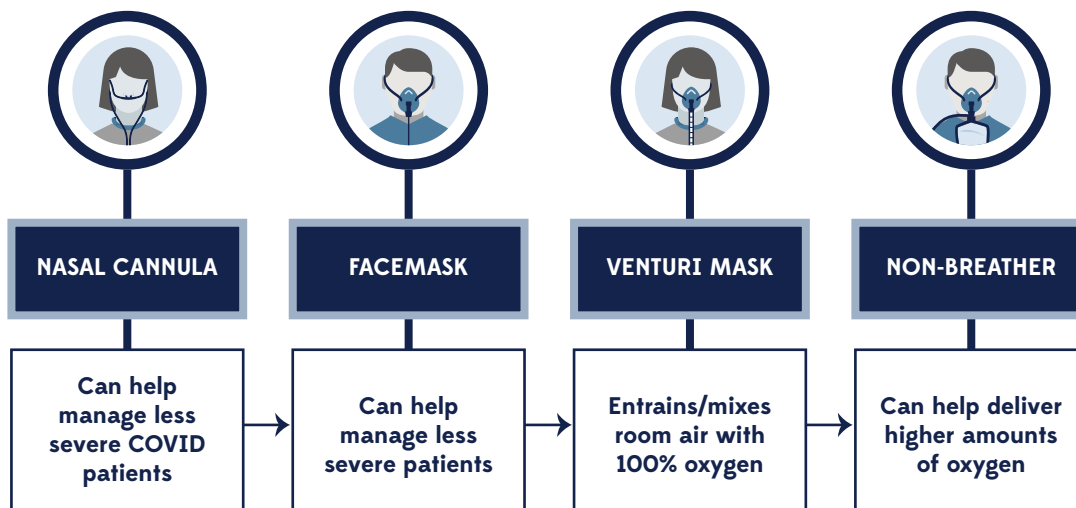 NASAL CANNULA
FACEMASK
VENTURI MASK
NON-BREATHER
Can help
manage less
severe COVID
patients
Can help
manage less
severe patients
Entrains/mixes
room air with
100% oxygen
Can help deliver
higher amounts
of oxygen